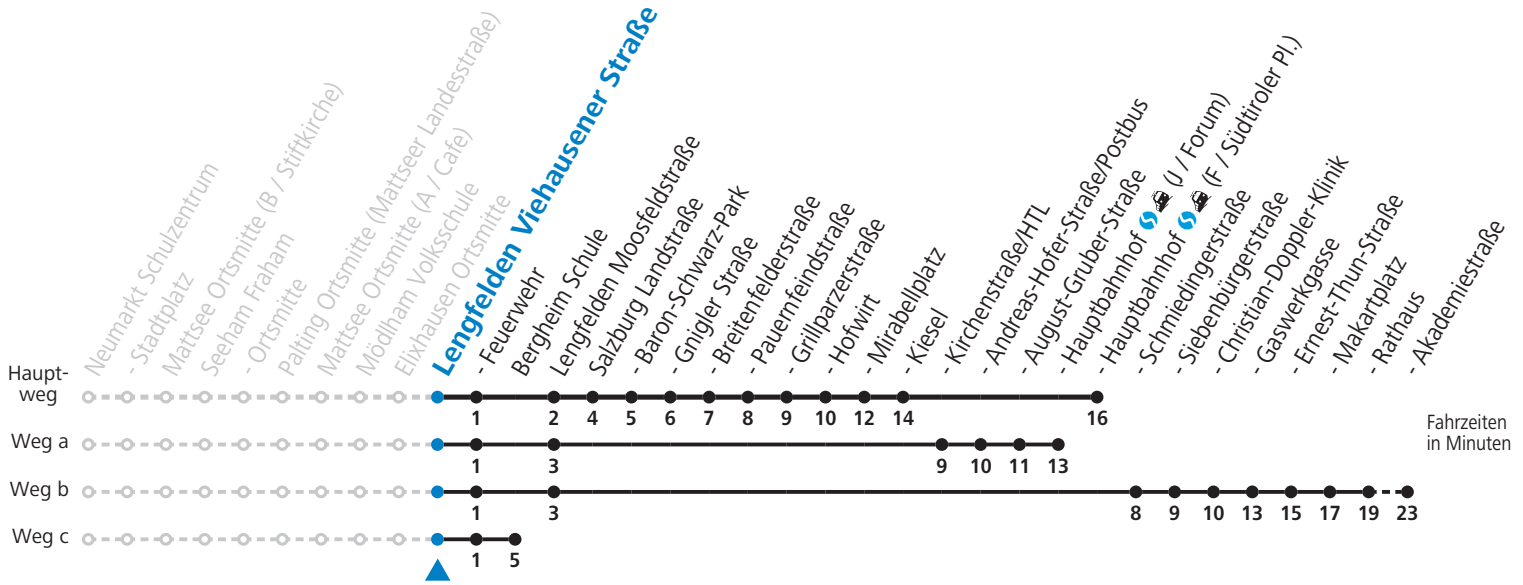 Neumarkt Schulzentrum
- Stadtplatz
Mattsee Ortsmitte (B / Stiftkirche)
Seeham Fraham
- Ortsmitte
Palting Ortsmitte (Mattseer Landesstraße)
Mattsee Ortsmitte (A / Cafe)
Mödlham Volksschule
Elixhausen Ortsmitte
Lengfelden Viehausener Straße
- Feuerwehr
Bergheim Schule
Lengfelden Moosfeldstraße
Salzburg Landstraße
- Baron-Schwarz-Park
- Gnigler Straße
- Breitenfelderstraße
- Pauernfeindstraße
- Grillparzerstraße
- Hofwirt
- Mirabellplatz
- Kiesel
- Kirchenstraße/HTL
- Andreas-Hofer-Straße/Postbus
- August-Gruber-Straße
- Hauptbahnhof S (J / Forum)
- Hauptbahnhof S (F / Südtiroler Pl.)
- Schmiedingerstraße
- Siebenbürgerstraße
- Christian-Doppler-Klinik
- Gaswerkgasse
- Ernest-Thun-Straße
- Makartplatz
- Rathaus
- Akademiestraße
Haupt-
weg
1 2 4 5 6 7 8 9 10 12 14 16
Weg a
1 3 9 10 11 13
Weg b
1 3 8 9 10 13 15 17 19 23
Weg c
1 5
Fahrzeiten
in Minuten